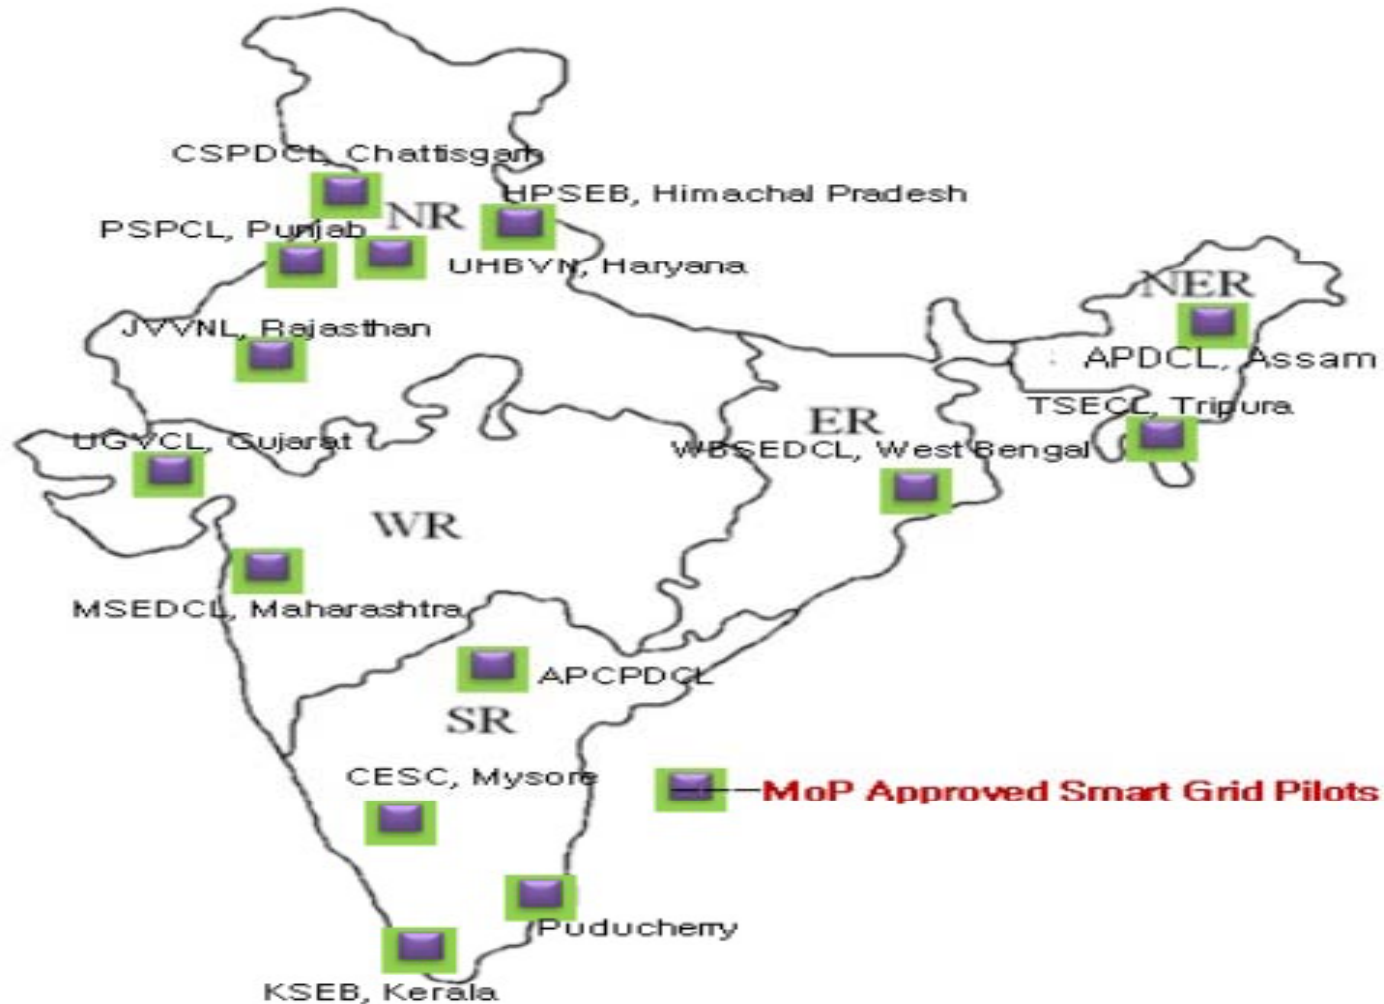 CSPDCL, Chattisgarh
HPSEB, Himachal Pradesh
NR
PSPCL, Punjab
UHBVN, Haryana
NER
JVVNL, Rajasthan
APDCL, Assam
TSECL, Tripura
ER
UGVCL, Gujarat
WBSEDCL, West Bengal
WR
MSEDCL, Maharashtra
APCPDCL
SR
CESC, Mysore
MoP Approved Smart Grid Pilots
Puducherry
KSEB, Kerala